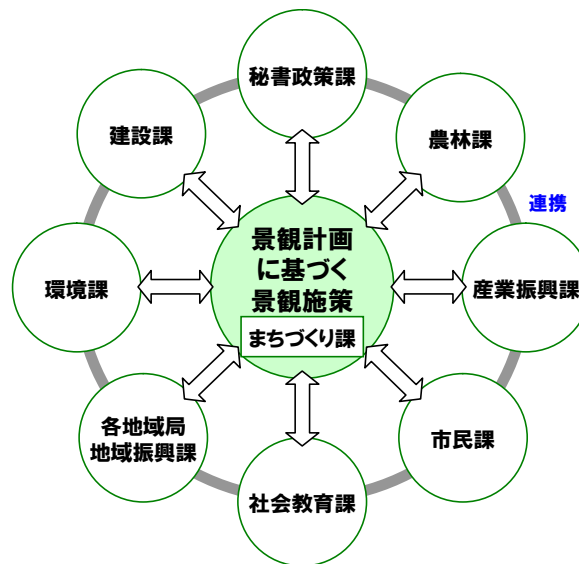 秘書政策課
建設課
農林課
連携
景観計画
に基づく
景観施策
まちづくり課
環境課
産業振興課
各地域局
地域振興課
市民課
社会教育課